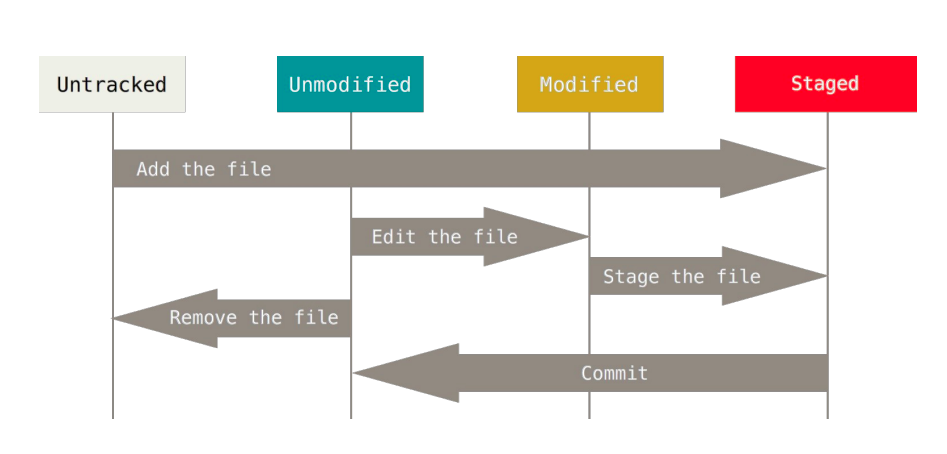 Untracked
Unmodified
Modified
Staged
Add the file
Edit the file
Stage the file
Remove the file
Commit